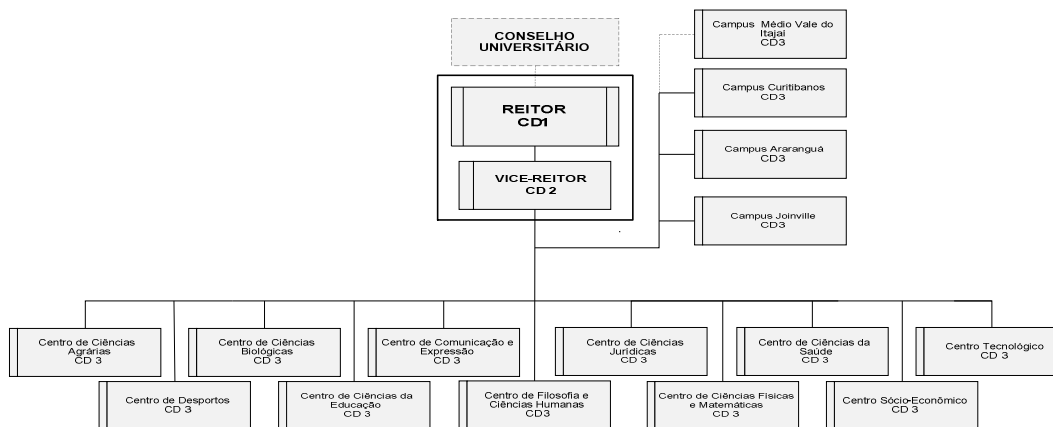 CONSELHO
UNIVERSITÁRIO
REITOR
CD1
VICE-REITOR
CD 2
Campus Médio Vale do
Itajaí
CD3
Campus Curitibanos
CD3
Campus Araranguá
CD3
Campus Joinville
CD3
Centro de Ciências
Agrárias
CD 3
Centro de Ciências
Biológicas
CD 3
Centro de Comunicação e
Expressão
CD 3
Centro de Ciências
Jurídicas
CD 3
Centro de Ciências da
Saúde
CD 3
Centro Tecnológico
CD 3
Centro de Desportos
CD 3
Centro de Ciências da
Educação
CD 3
Centro de Filosofia e
Ciências Humanas
CD3
Centro de Ciências Físicas
e Matemáticas
CD 3
Centro Sócio-Econômico
CD 3